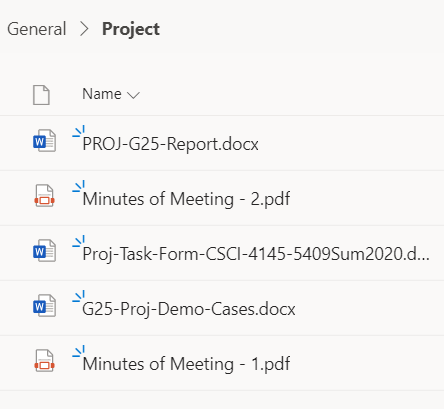 General > Project
Name
PROJ-G25-Report.docx
Minutes of Meeting - 2.pdf
Proj-Task-Form-CSCI-4145-5409Sum2020.d...
G25-Proj-Demo-Cases.docx
Minutes of Meeting - 1.pdf